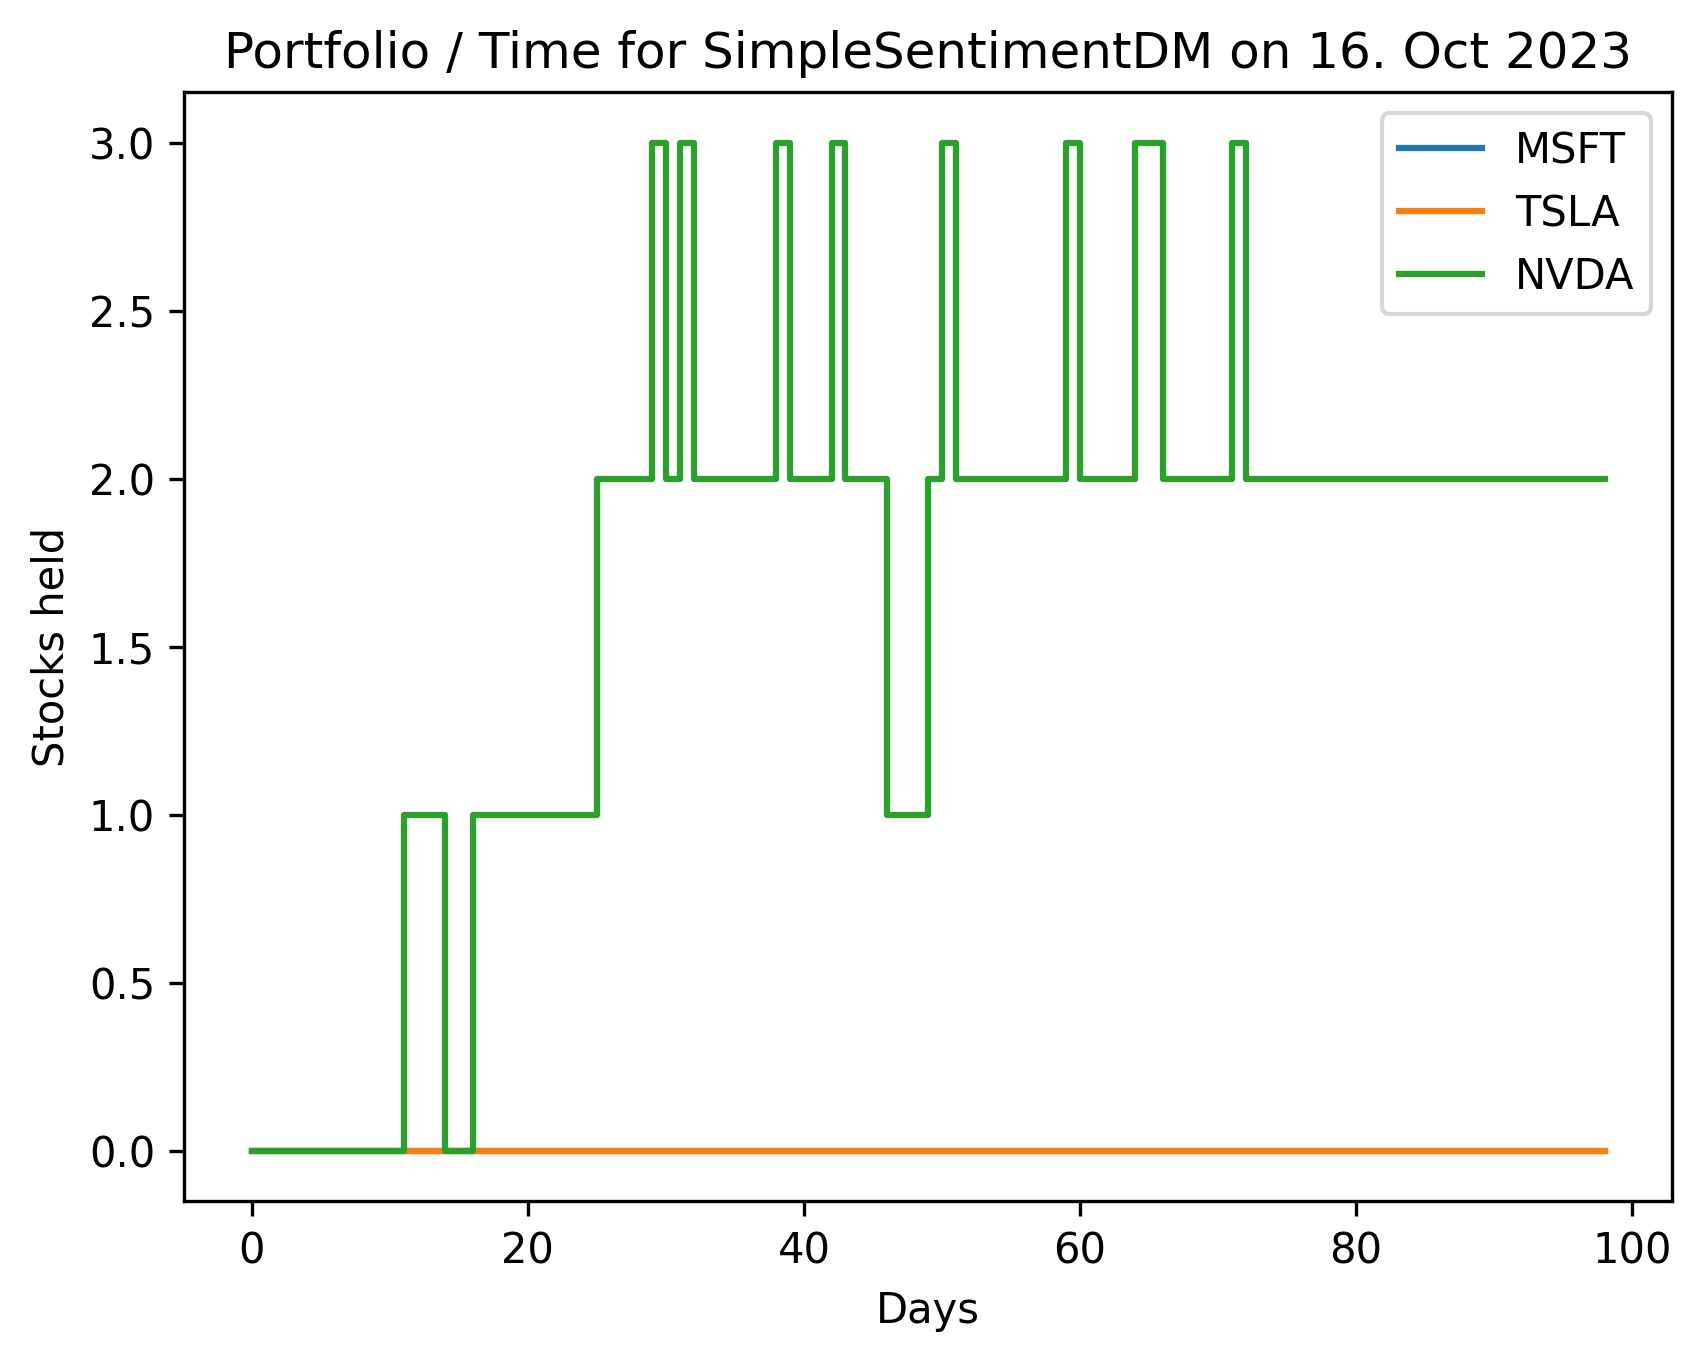 Portfolio / Time for SimpleSentimentDM on 16. Oct 2023
MSFT
TSLA
NVDA
3.0
2.5
2.0
1.5
1.0
0.5
0.0
Stocks held
0 20 40 60 80 100
Days